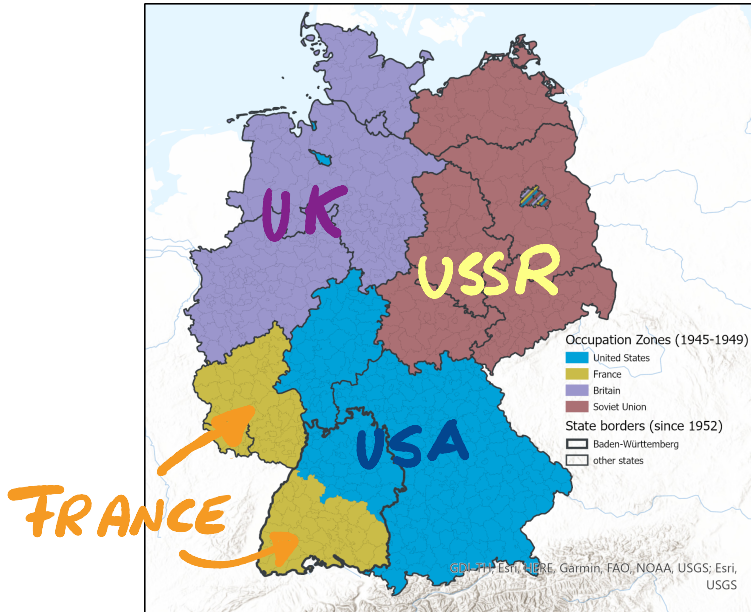 UK
USSR
Occupation Zones (1945-1949)
United States
France
Britain
Soviet Union
State borders (since 1952)
Baden-Württemberg
other states
USA
FRANCE
Esri, HERE, Garmin, FAO, NOAA, USGS; Esri,
USGS